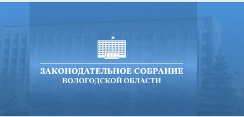 ЗАКОНОДАТЕЛЬНОЕ СОБРАНИЕ
ВОЛОГОДСКОЙ ОБЛАСТИ